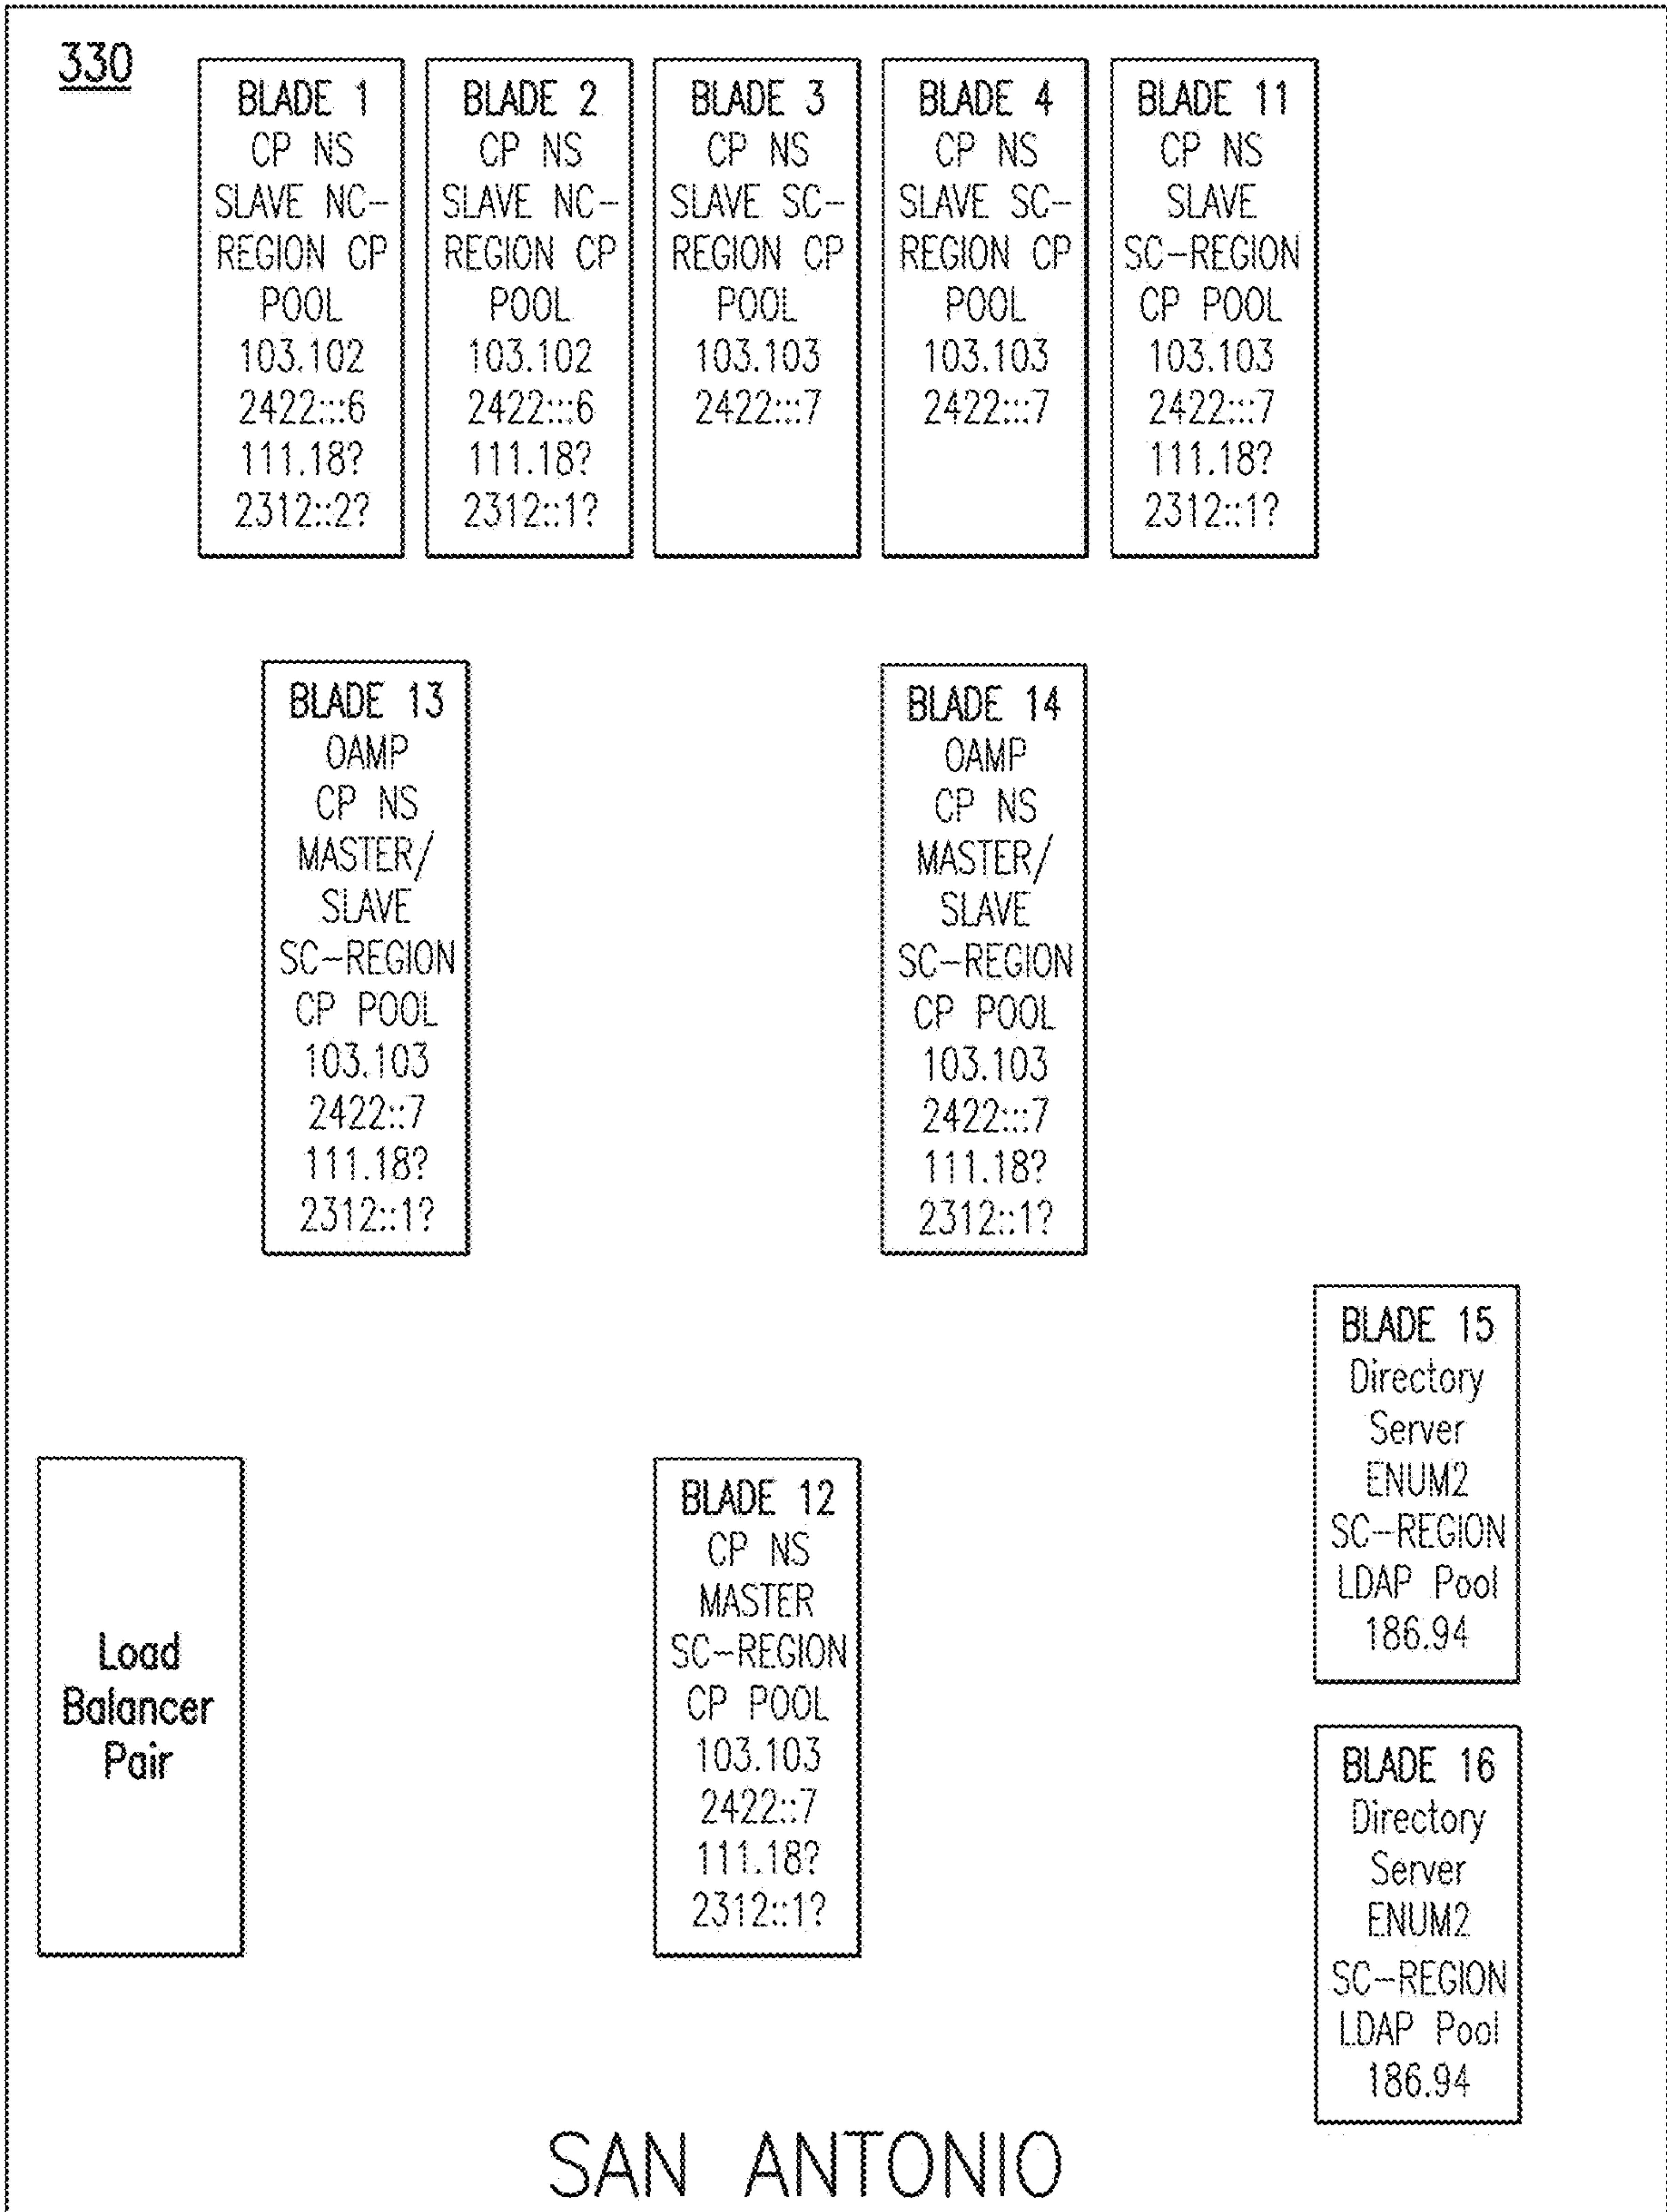 330
BLADE 1
CP NS
SLAVE NC-
REGION CP
POOL
103.102
2422:::6
111.18?
2312::2?
BLADE 2
CP NS
SLAVE NC-
REGION CP
POOL
103.102
2422:::6
111.18?
2312::1?
BLADE 3
CP NS
SLAVE SC-
REGION CP
POOL
103.103
2422:::7
BLADE 4
CP NS
SLAVE SC-
REGION CP
POOL
103.103
2422:::7
BLADE 11
CP NS
SLAVE
SC-REGION
CP POOL
103.103
2422:::7
111.18?
2312::1?
BLADE 13
OAMP
CP NS
MASTER/
SLAVE
SC-REGION
CP POOL
103.103
2422::7
111.18?
2312::1?
BLADE 14
OAMP
CP NS
MASTER/
SLAVE
SC-REGION
CP POOL
103.103
2422:::7
111.18?
2312::1?
Load
Balancer
Pair
BLADE 12
CP NS
MASTER
SC-REGION
CP POOL
103.103
2422::7
111.18?
2312::1?
BLADE 15
Directory
Server
ENUM2
SC-REGION
LDAP Pool
186.94
BLADE 16
Directory
Server
ENUM2
SC-REGION
LDAP Pool
186.94
SAN ANTONIO